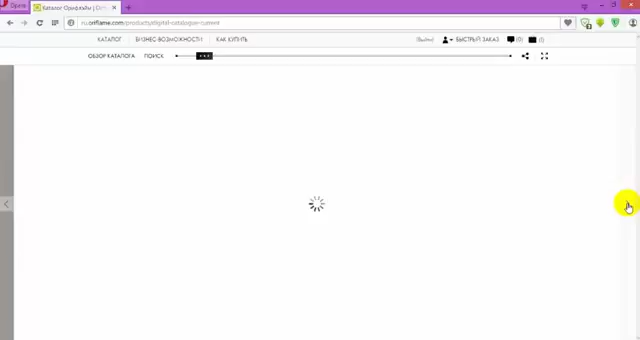 Opera
Каталог Орифлэйм | Ori
ru.oriflame.com/products/digital-catalogue-current
КАТАЛОГ БИЗНЕС-ВОЗМОЖНОСТИ КАК КУПИТЬ
(Выйти) БЫСТРЫЙ ЗАКАЗ (0)
ОБЗОР КАТАЛОГА ПОИСК